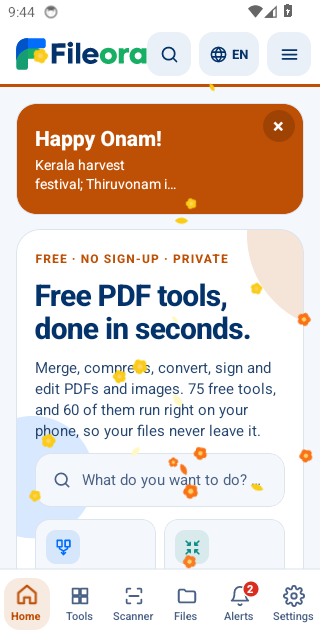 9:44
Fileora
EN
Happy Onam!
Kerala harvest
festival; Thiruvonam i...
FREE · NO SIGN-UP · PRIVATE
Free PDF tools,
done in seconds.
Merge, compress, convert, sign and
edit PDFs and images. 75 free tools,
and 60 of them run right on your
phone, so your files never leave it.
What do you want to do? ...
2
Home
Tools
Scanner
Files
Alerts
Settings